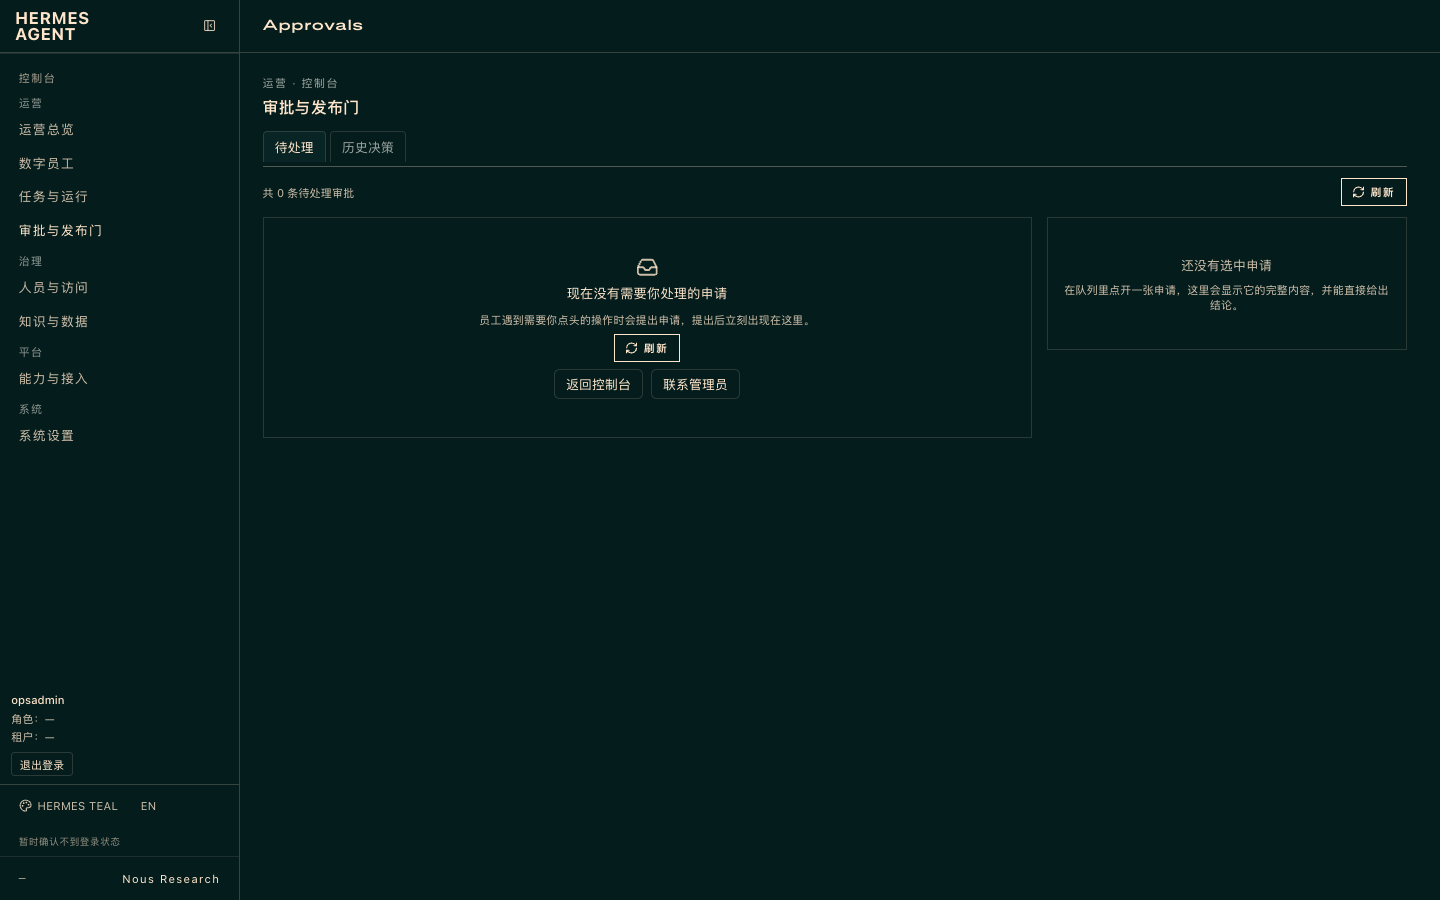 HERMES
AGENT
控制台
运营
运营总览
数字员工
任务与运行
审批与发布门
治理
人员与访问
知识与数据
平台
能力与接入
系统
系统设置
opsadmin
角色：—
租户：—
退出登录
HERMES TEAL EN
暂时确认不到登录状态
— Nous Research
Approvals
运营 · 控制台
审批与发布门
待处理 历史决策
共 0 条待处理审批
刷新
现在没有需要你处理的申请
员工遇到需要你点头的操作时会提出申请，提出后立刻出现在这里。
刷新
返回控制台 联系管理员
还没有选中申请
在队列里点开一张申请，这里会显示它的完整内容，并能直接给出
结论。